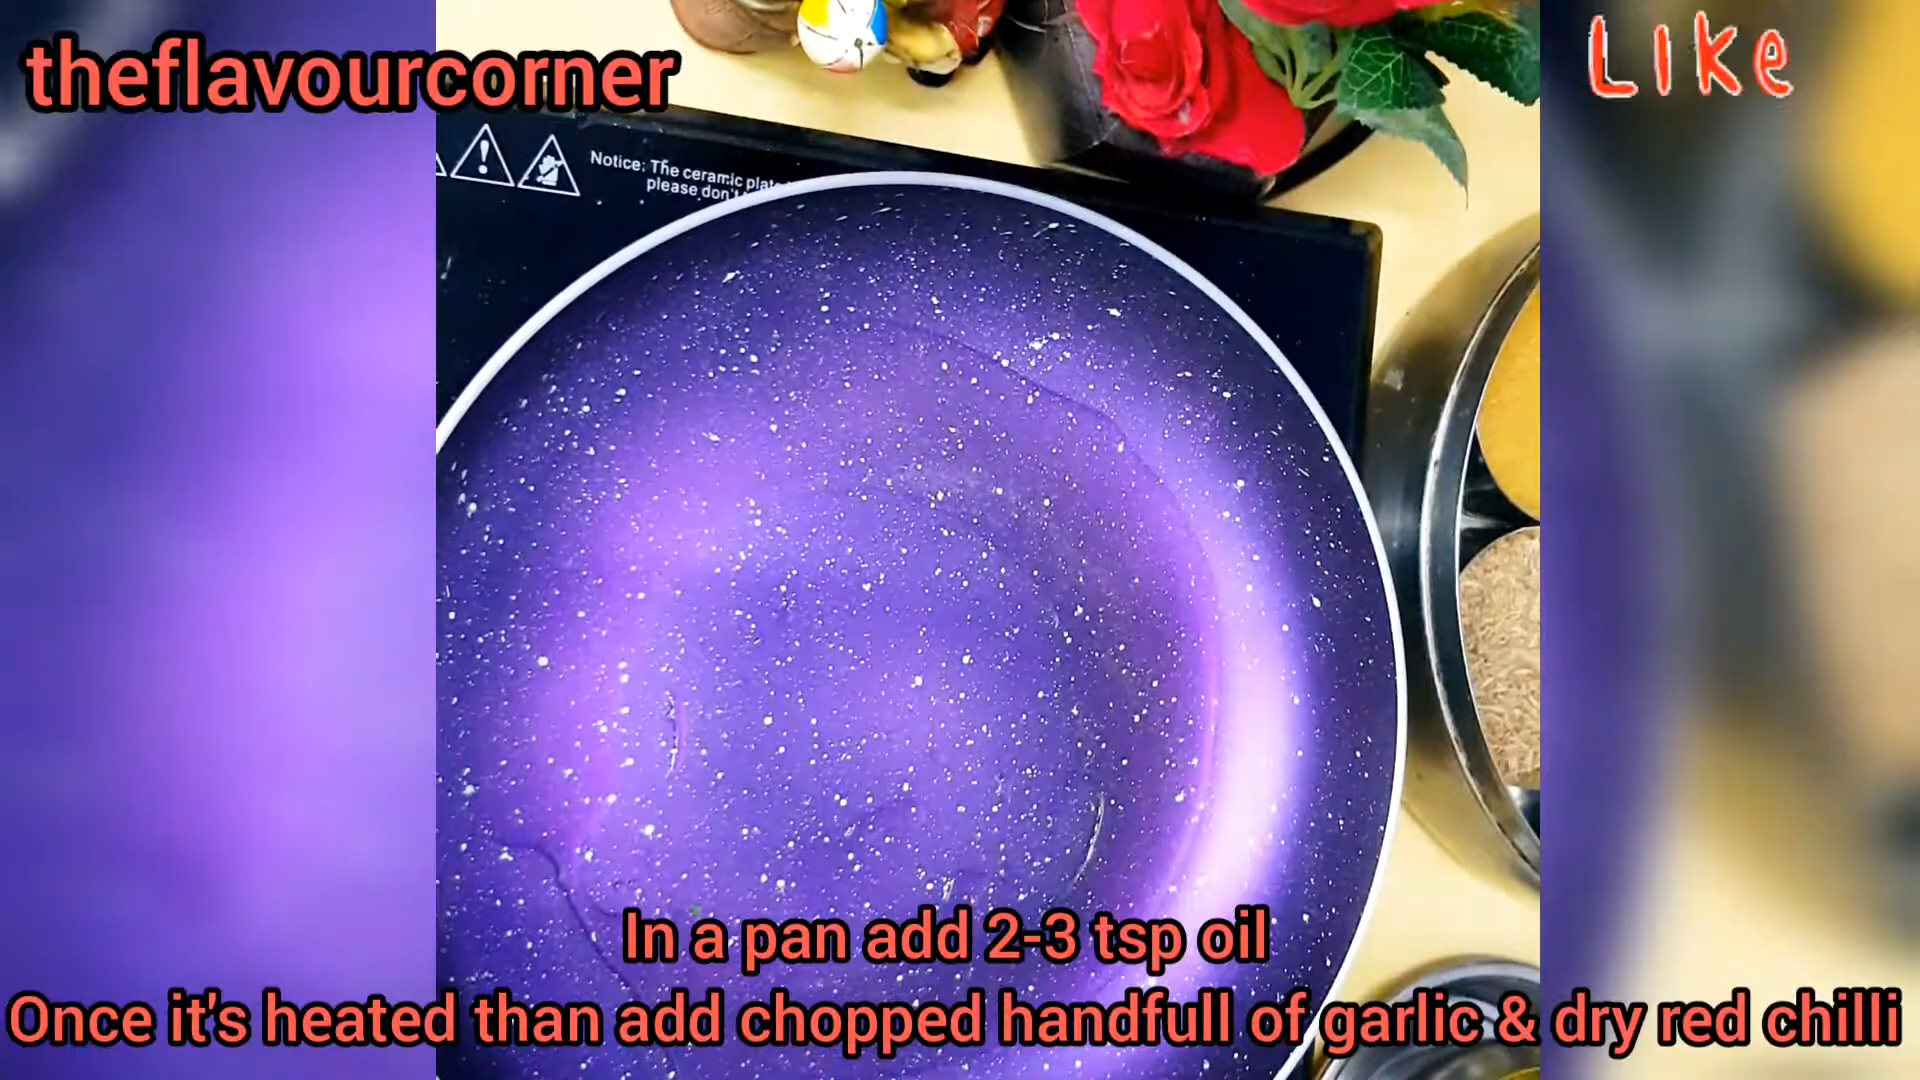 theflavourcorner
Like
Notice: The ceramic
please don't
In a pan add 2-3 tsp oil
Once it's heated than add chopped handfull of garlic & dry red chilli